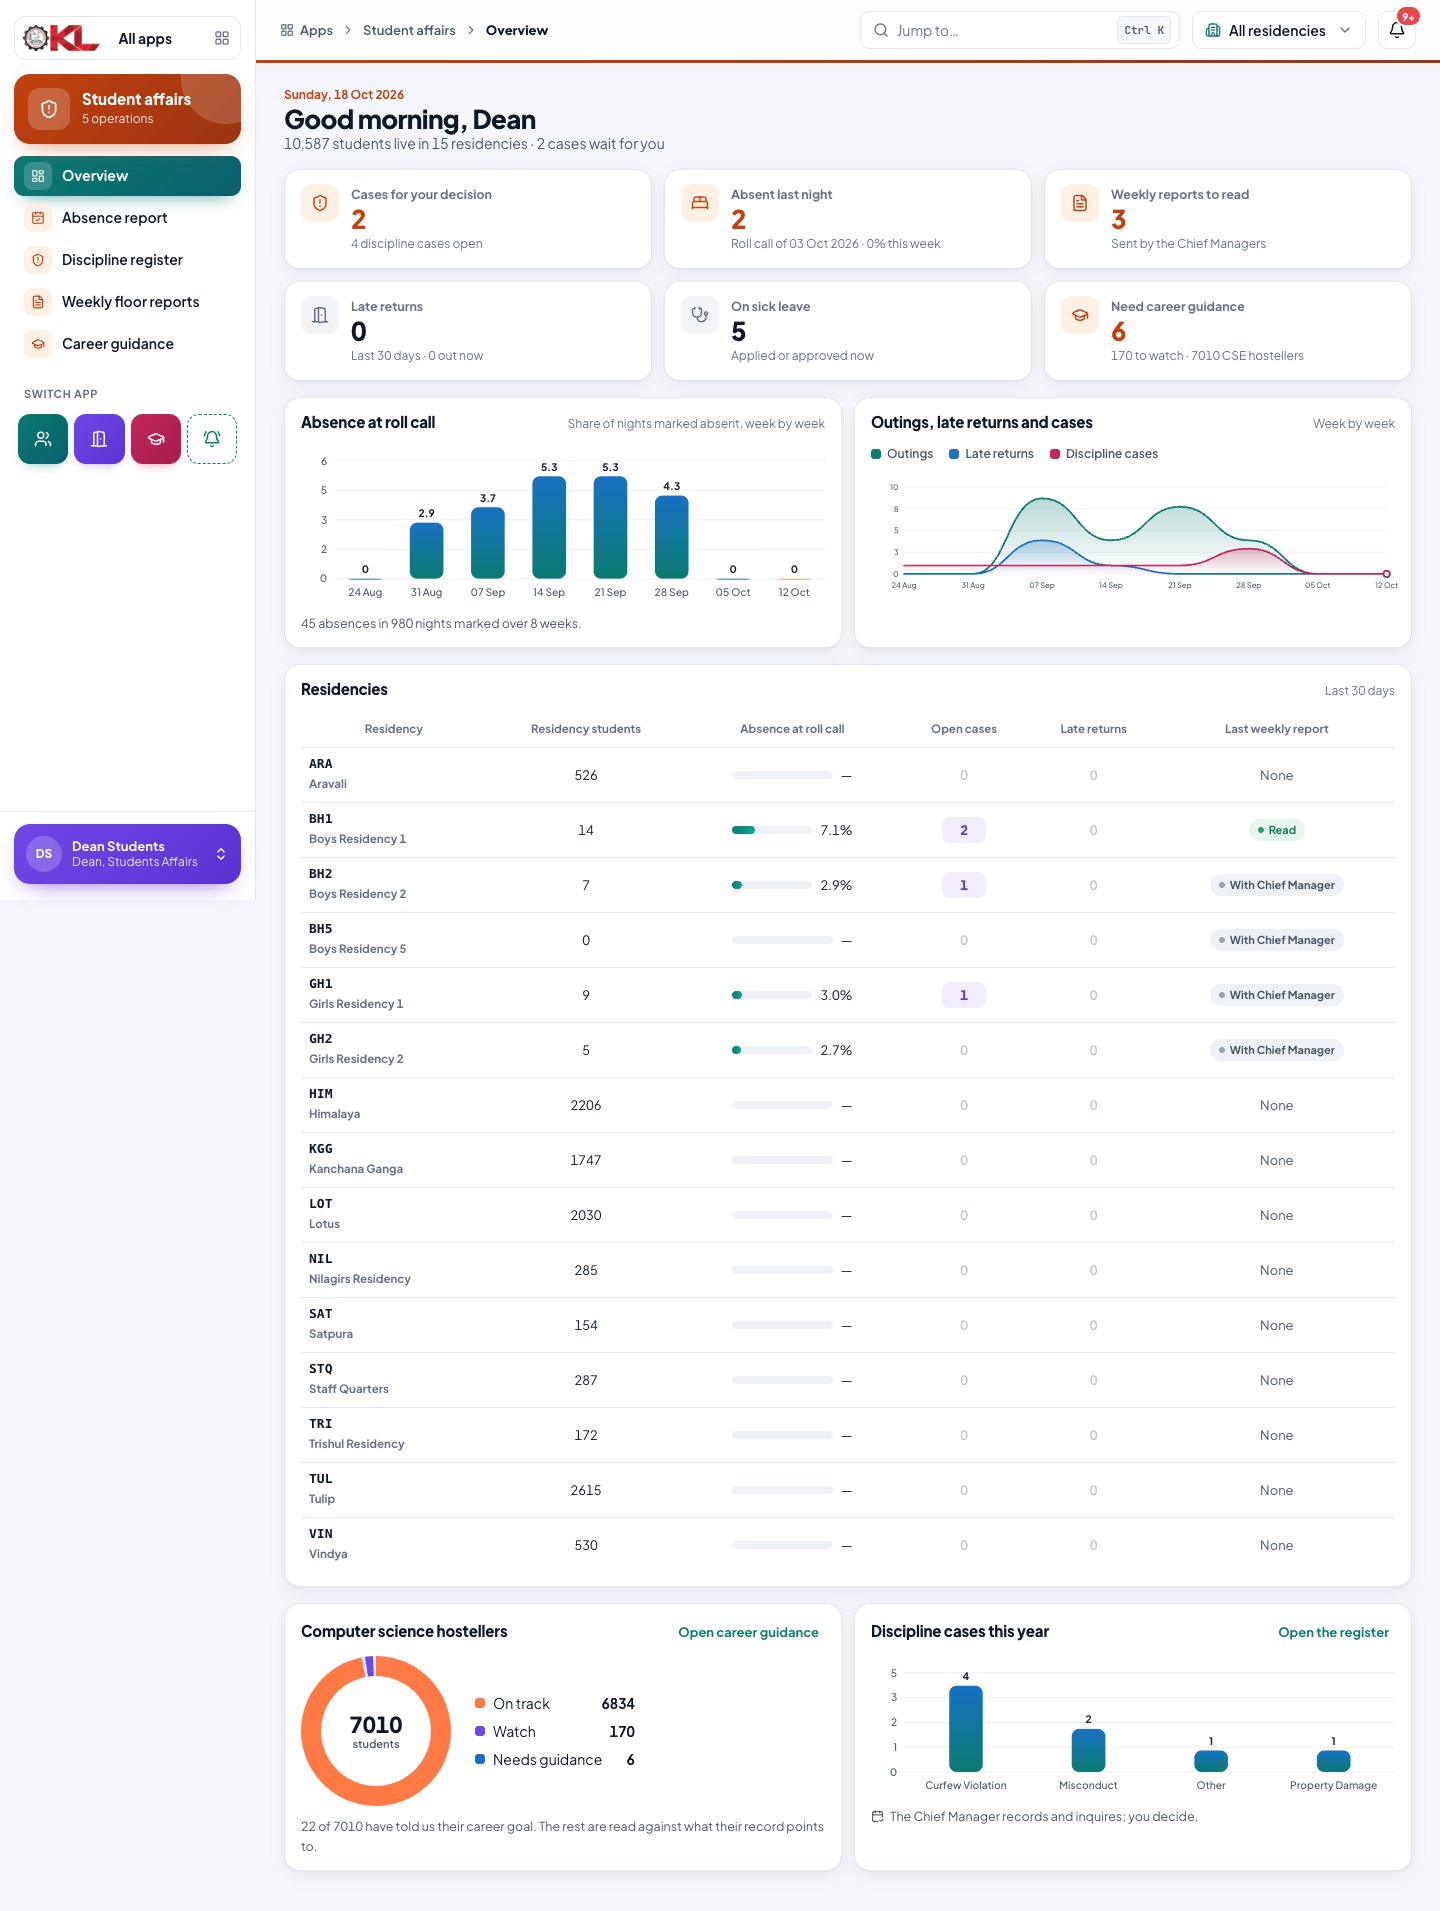 KL
All apps
Student affairs
5 operations
Overview
Absence report
Discipline register
Weekly floor reports
Career guidance
SWITCH APP
DS
Dean Students
Dean, Students Affairs
Apps
Student affairs
Overview
Jump to…
Ctrl K
All residencies
9+
Sunday, 18 Oct 2026
Good morning, Dean
10,587 students live in 15 residencies · 2 cases wait for you
Cases for your decision
2
4 discipline cases open
Absent last night
2
Roll call of 03 Oct 2026 · 0% this week
Weekly reports to read
3
Sent by the Chief Managers
Late returns
0
Last 30 days · 0 out now
On sick leave
5
Applied or approved now
Need career guidance
6
170 to watch · 7010 CSE hostellers
Absence at roll call
Share of nights marked absent, week by week
6
5
3
2
0
0
2.9
3.7
5.3
5.3
4.3
0
0
24 Aug
31 Aug
07 Sep
14 Sep
21 Sep
28 Sep
05 Oct
12 Oct
45 absences in 980 nights marked over 8 weeks.
Outings, late returns and cases
Week by week
Outings
Late returns
Discipline cases
10
8
5
3
0
24 Aug
31 Aug
07 Sep
14 Sep
21 Sep
28 Sep
05 Oct
12 Oct
Residencies
Last 30 days
Residency Residency students Absence at roll call Open cases Late returns Last weekly report
ARA
Aravali
526 — 0 0 None
BH1
Boys Residency 1
14 7.1% 2 0 Read
BH2
Boys Residency 2
7 2.9% 1 0 With Chief Manager
BH5
Boys Residency 5
0 — 0 0 With Chief Manager
GH1
Girls Residency 1
9 3.0% 1 0 With Chief Manager
GH2
Girls Residency 2
5 2.7% 0 0 With Chief Manager
HIM
Himalaya
2206 — 0 0 None
KGG
Kanchana Ganga
1747 — 0 0 None
LOT
Lotus
2030 — 0 0 None
NIL
Nilagirs Residency
285 — 0 0 None
SAT
Satpura
154 — 0 0 None
STQ
Staff Quarters
287 — 0 0 None
TRI
Trishul Residency
172 — 0 0 None
TUL
Tulip
2615 — 0 0 None
VIN
Vindya
530 — 0 0 None
Computer science hostellers
Open career guidance
7010
students
On track 6834
Watch 170
Needs guidance 6
22 of 7010 have told us their career goal. The rest are read against what their record points
to.
Discipline cases this year
Open the register
5
3
2
1
0
4
2
1
1
Curfew Violation
Misconduct
Other
Property Damage
The Chief Manager records and inquires; you decide.